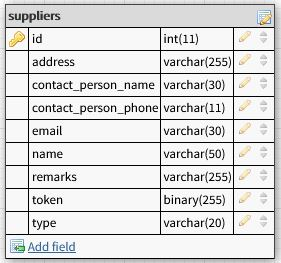 suppliers
id int(11)
address varchar(255)
contact_person_name varchar(30)
contact_person_phone varchar(11)
email varchar(30)
name varchar(50)
remarks varchar(255)
token binary(255)
type varchar(20)
Add field